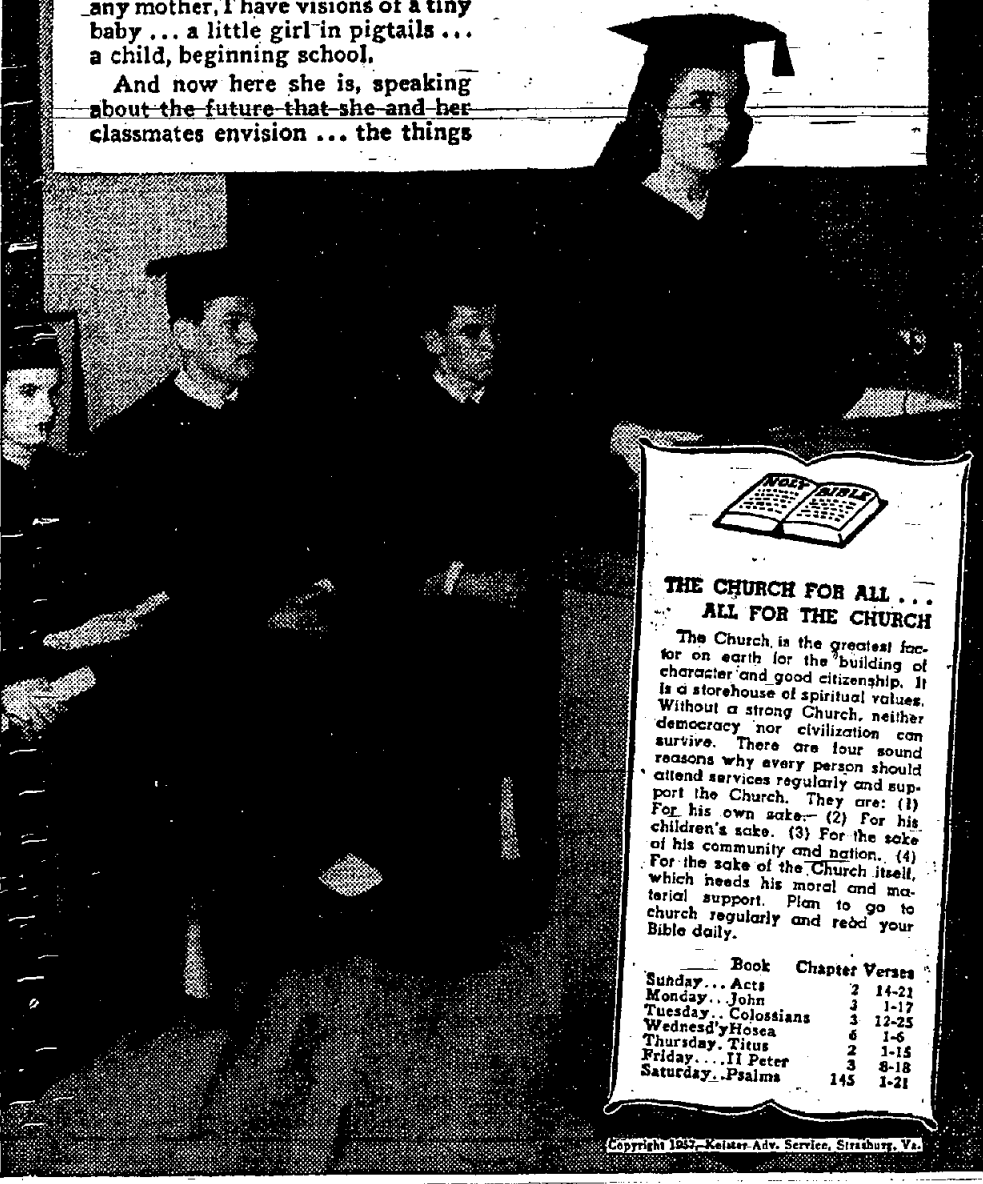 any mother, I have visions of a tiny
baby ... a little girl in pigtails ...
a child, beginning school.
And now here she is, speaking
about the future that she and her
classmates envision ... the things
HOLY BIBLE
THE CHURCH FOR ALL ...
ALL FOR THE CHURCH
The Church is the greatest fac-
tor on earth for the building of
character and good citizenship. It
is a storehouse of spiritual values.
Without a strong Church, neither
democracy nor civilization can
survive. There are four sound
reasons why every person should
attend services regularly and sup-
port the Church. They are: (1)
For his own sake. (2) For his
children's sake. (3) For the sake
of his community and nation. (4)
For the sake of the Church itself,
which needs his moral and ma-
terial support. Plan to go to
church regularly and read your
Bible daily.
Book Chapter Verses
Sunday... Acts 2 14-21
Monday.. John 3 1-17
Tuesday.. Colossians 3 12-25
Wednesd'y Hosea 6 1-6
Thursday. Titus 2 1-15
Friday.... II Peter 3 8-18
Saturday.. Psalms 145 1-21
Copyright 1957, Keister Adv. Service, Strasburg, Va.